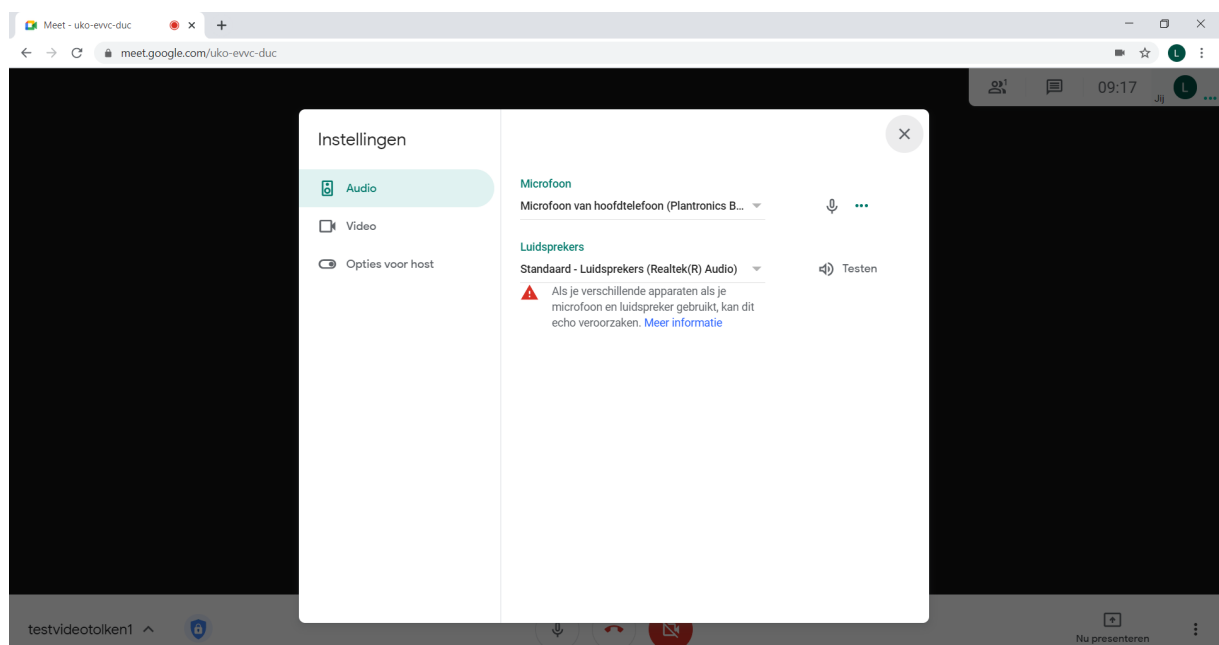 Meet - uko-evvc-duc
meet.google.com/uko-evvc-duc
L
1
09:17
Jij
L
Instellingen
Audio
Video
Opties voor host
Microfoon
Microfoon van hoofdtelefoon (Plantronics B...
Luidsprekers
Standaard - Luidsprekers (Realtek(R) Audio)
Testen
Als je verschillende apparaten als je
microfoon en luidspreker gebruikt, kan dit
echo veroorzaken. Meer informatie
testvideotolken1
Nu presenteren